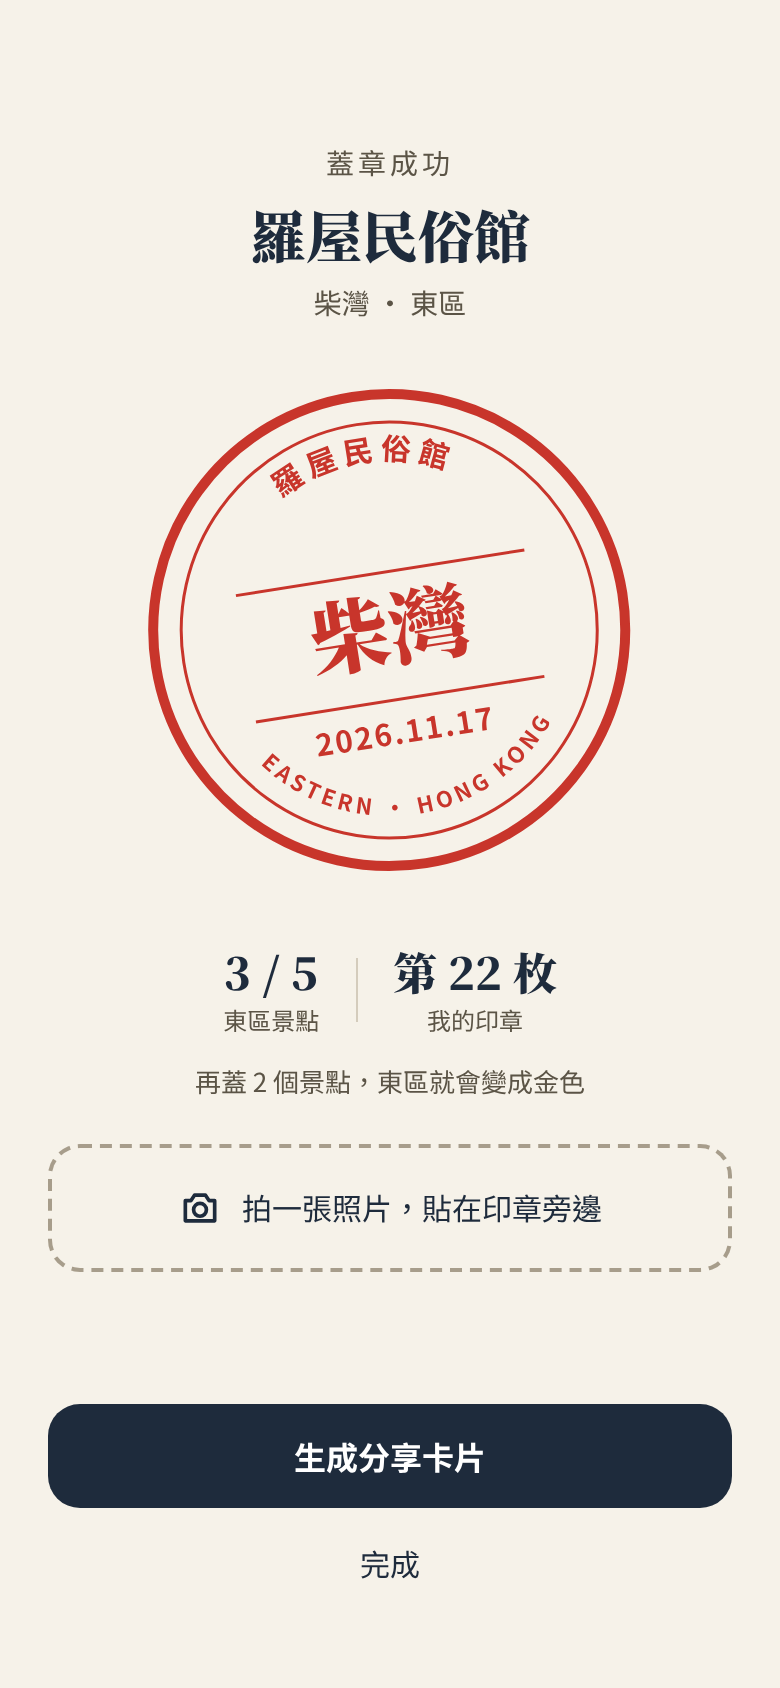 蓋章成功
羅屋民俗館
柴灣 • 東區
羅屋民俗館
柴灣
2026.11.17
EASTERN • HONG KONG
3 / 5
東區景點
第 22 枚
我的印章
再蓋 2 個景點，東區就會變成金色
拍一張照片，貼在印章旁邊
生成分享卡片
完成